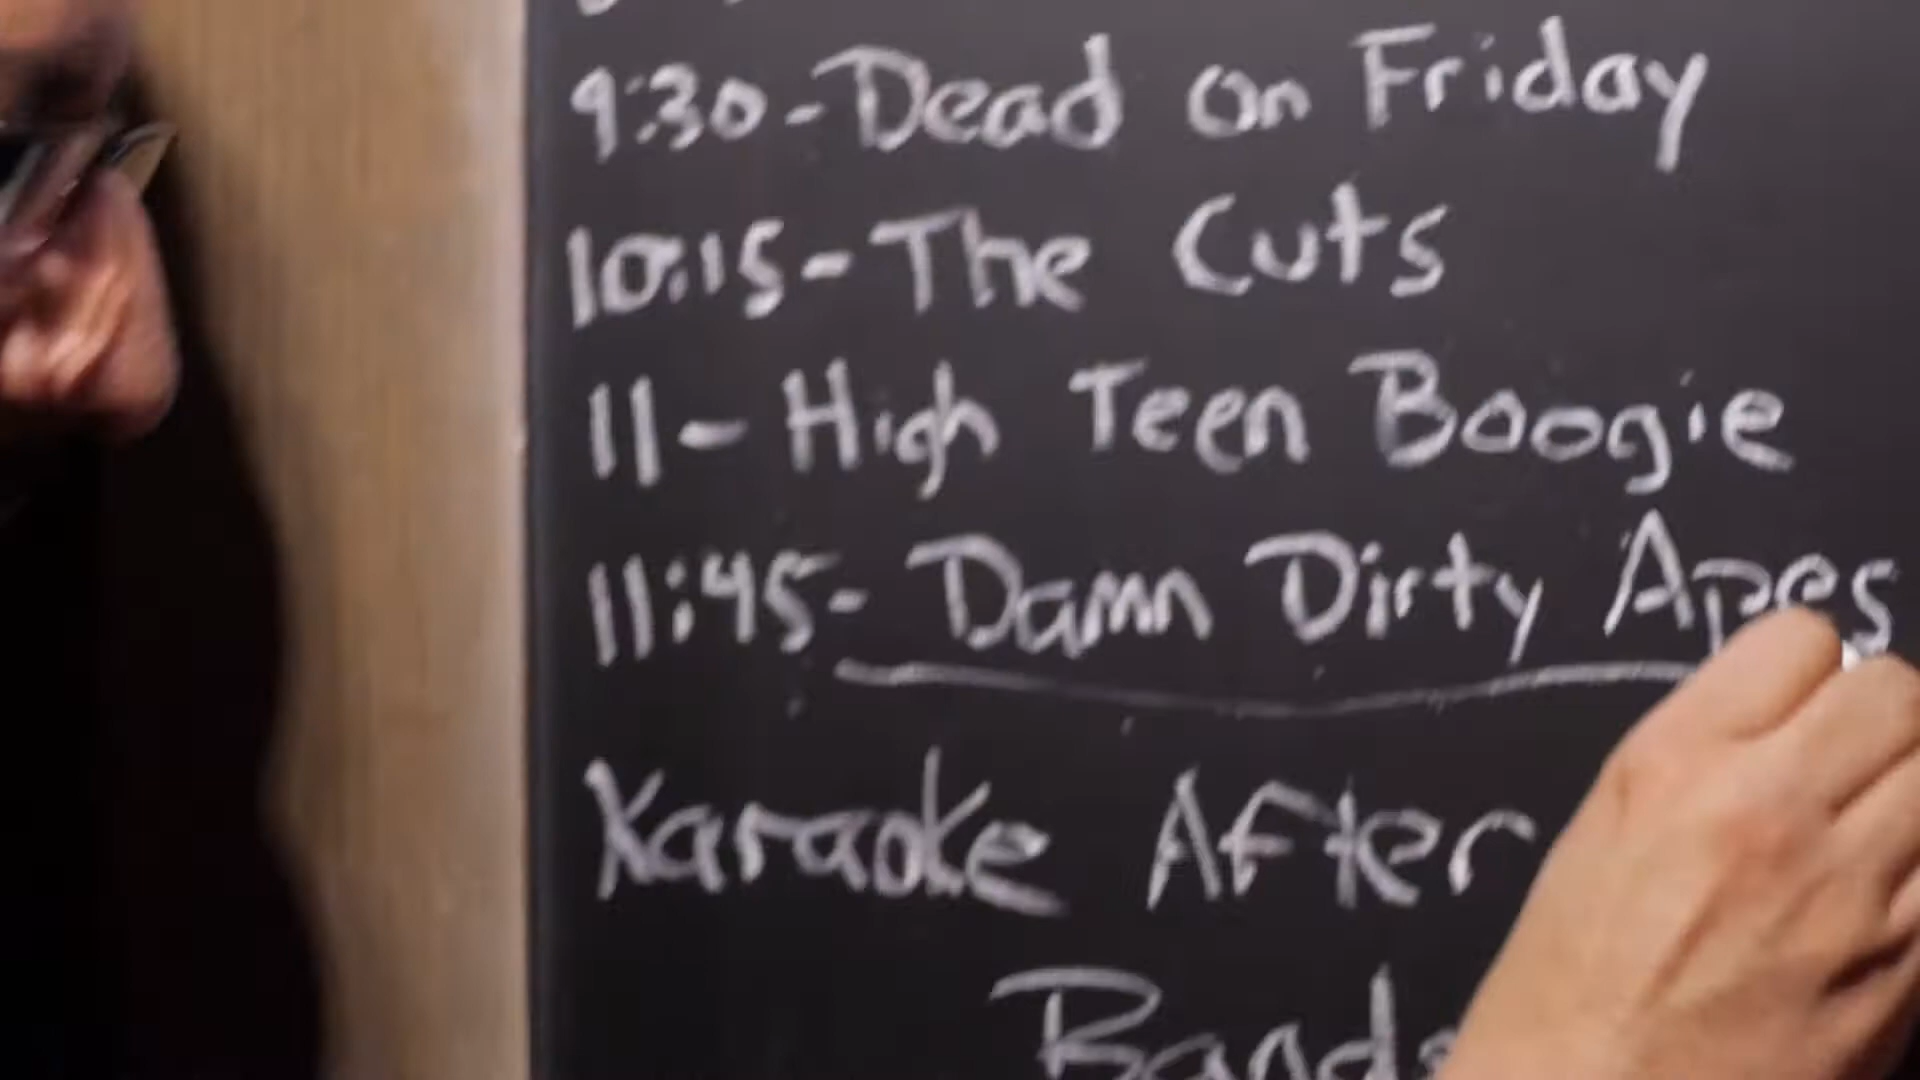 9:30-Dead on Friday
10:15-The Cuts
11-High Teen Boogie
11:45-Damn Dirty Apes
Karaoke After
Bands